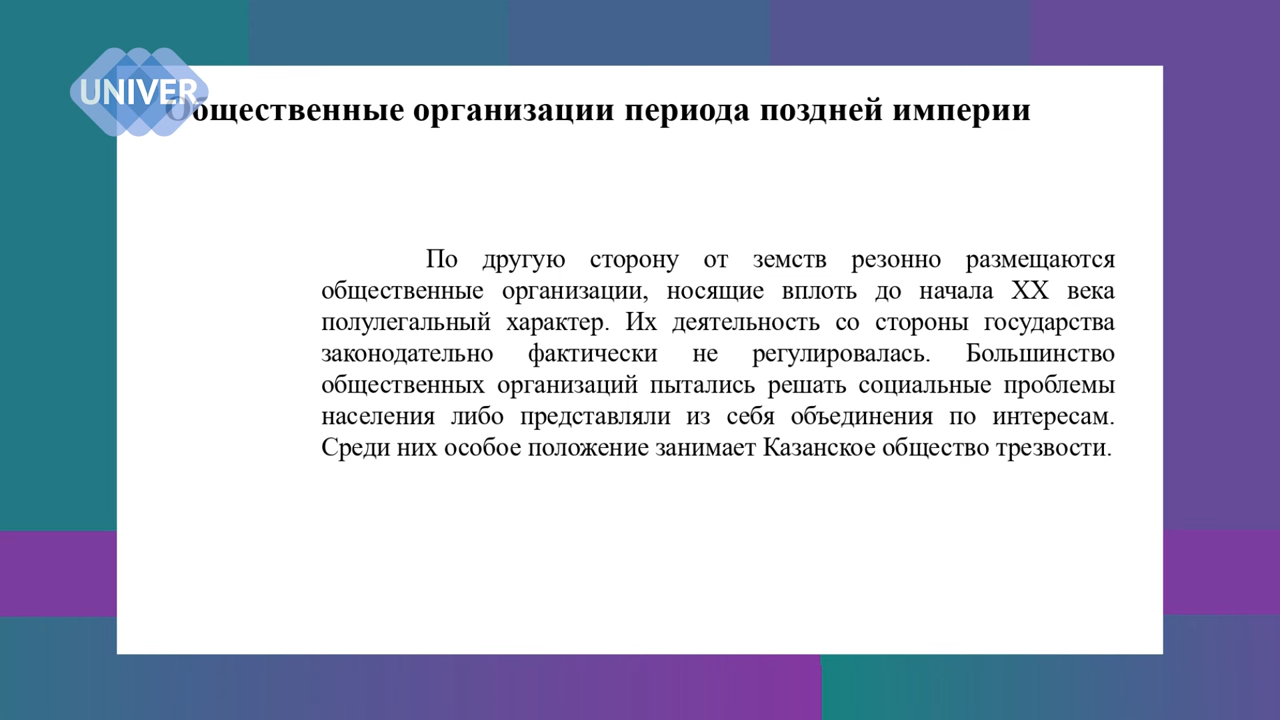 UNIVER
Общественные организации периода поздней империи
По другую сторону от земств резонно размещаются
общественные организации, носящие вплоть до начала XX века
полулегальный характер. Их деятельность со стороны государства
законодательно фактически не регулировалась. Большинство
общественных организаций пытались решать социальные проблемы
населения либо представляли из себя объединения по интересам.
Среди них особое положение занимает Казанское общество трезвости.